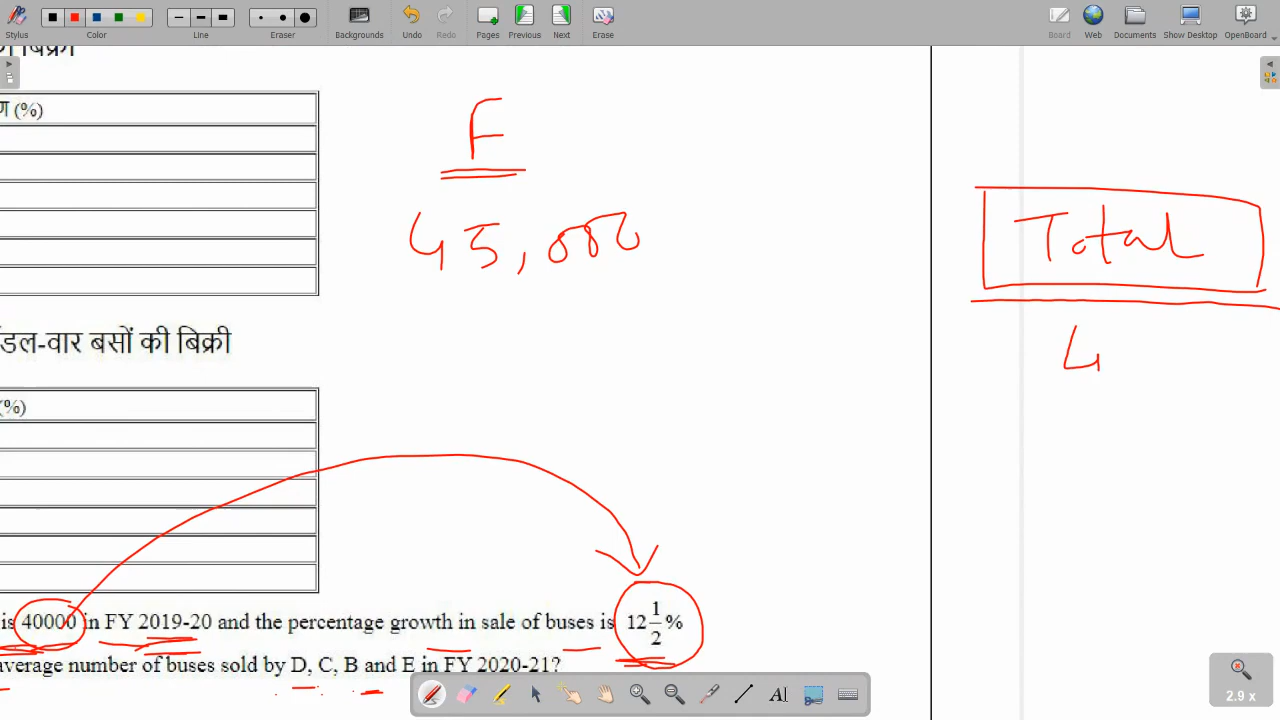 Stylus Color Line Eraser Backgrounds Undo Redo Pages Previous Next Erase Board Web Documents Show Desktop OpenBoard
बिक्री
ण (%)
F
45,000
Total
4
डल-वार बसों की बिक्री
(%)
is 40000 in FY 2019-20 and the percentage growth in sale of buses is 12 1/2 %
average number of buses sold by D, C, B and E in FY 2020-21?
2.9 x